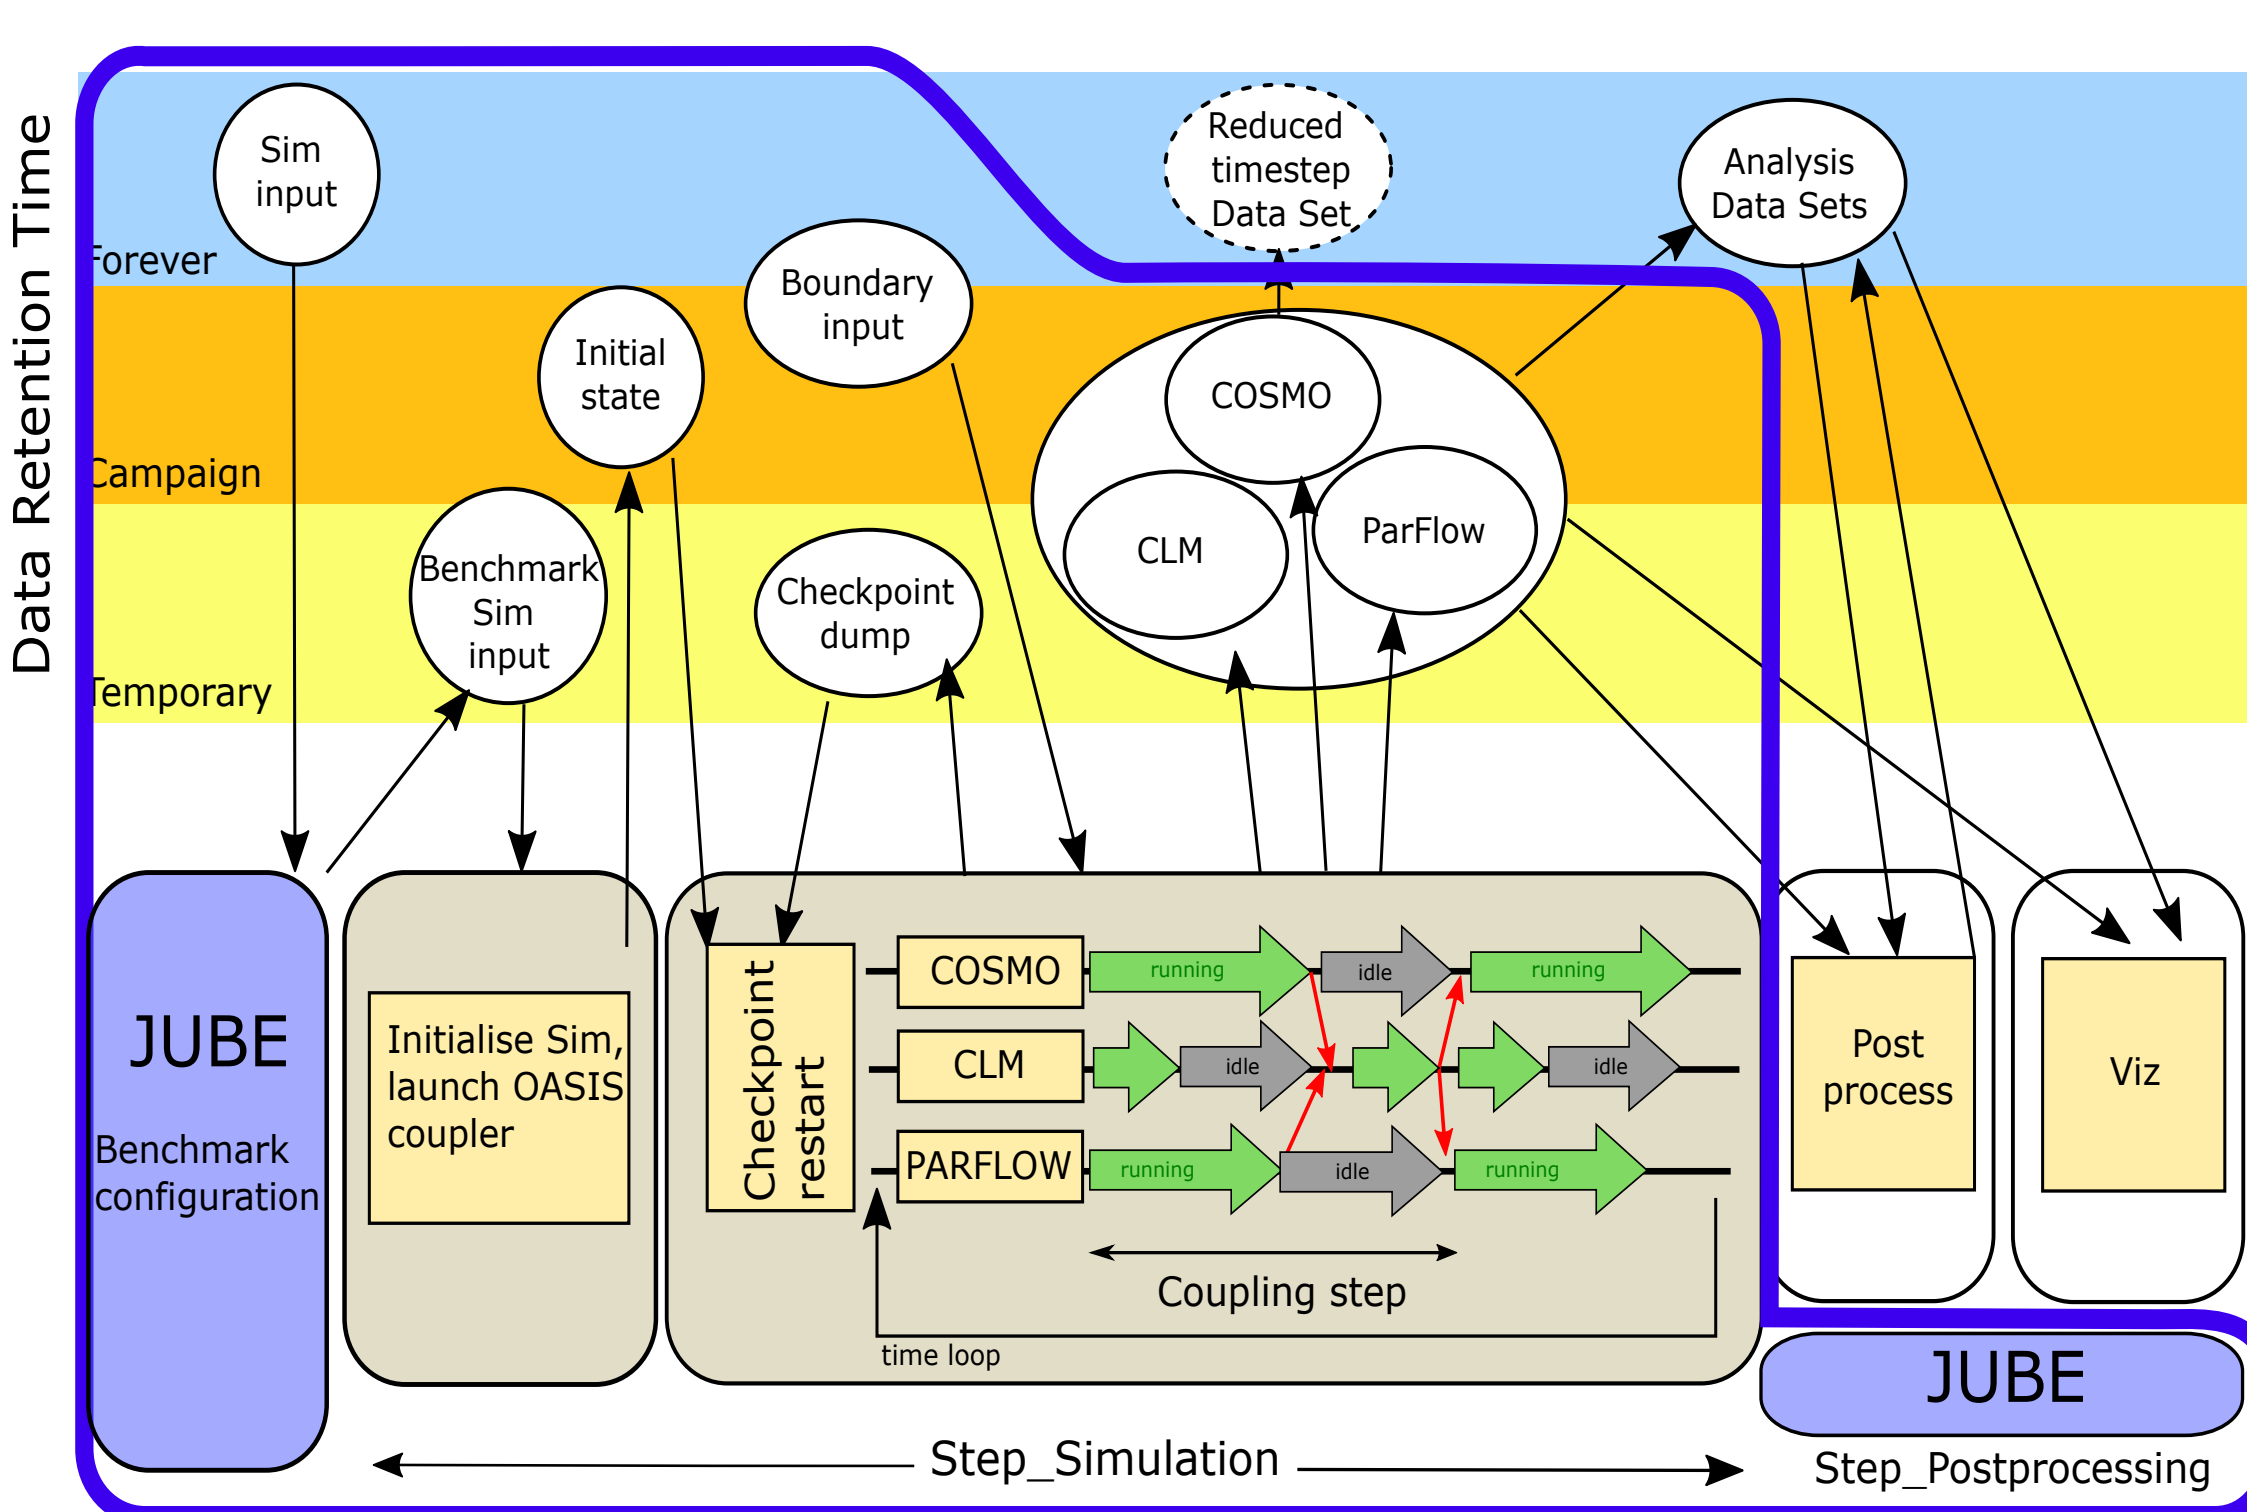 Data Retention Time
Sim
input
Forever
Reduced
timestep
Data Set
Analysis
Data Sets
Boundary
input
Initial
state
Campaign
COSMO
CLM
ParFlow
Benchmark
Sim
input
Checkpoint
dump
Temporary
JUBE
Benchmark
configuration
Initialise Sim,
launch OASIS
coupler
Checkpoint
restart
COSMO
running
idle
running
CLM
idle
idle
PARFLOW
running
idle
running
Coupling step
time loop
Post
process
Viz
JUBE
Step_Simulation
Step_Postprocessing